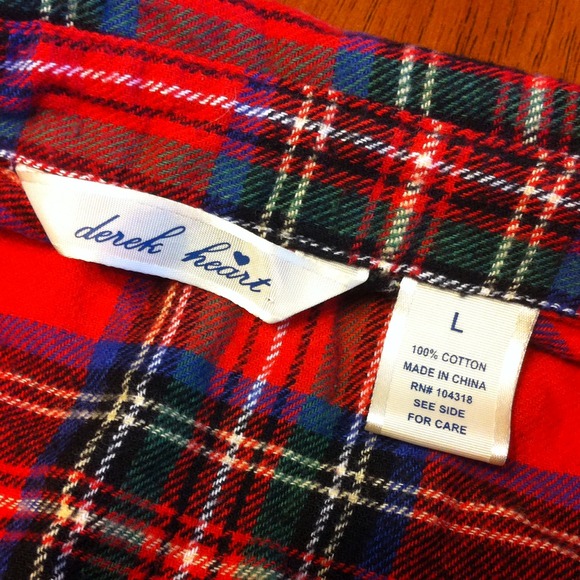 derek heart
L
100% COTTON
MADE IN CHINA
RN# 104318
SEE SIDE
FOR CARE